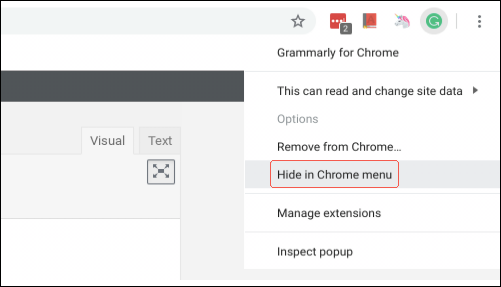 2
Grammarly for Chrome
This can read and change site data
Options
Remove from Chrome...
Hide in Chrome menu
Manage extensions
Inspect popup
Visual Text